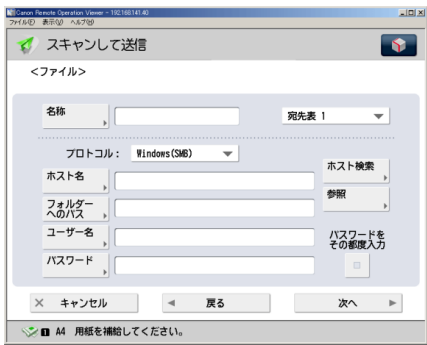 Canon Remote Operation Viewer - 192.168.141.40
ファイル(F) 表示(V) ヘルプ(H)
スキャンして送信
<ファイル>
名称
宛先表 1
プロトコル：
Windows(SMB)
ホスト検索
ホスト名
参照
フォルダー
へのパス
ユーザー名
パスワードを
その都度入力
パスワード
× キャンセル
戻る
次へ
1 A4 用紙を補給してください。